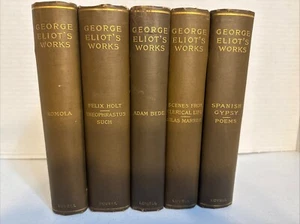 GEORGE
ELIOT'S
WORKS
ROMOLA
GEORGE
ELIOT'S
WORKS
FELIX HOLT
THEOPHRASTUS
SUCH
GEORGE
ELIOT'S
WORKS
ADAM BEDE
GEORGE
ELIOT'S
WORKS
SCENES FROM
CLERICAL LIFE
SILAS MARNER
GEORGE
ELIOT'S
WORKS
SPANISH
GYPSY
POEMS